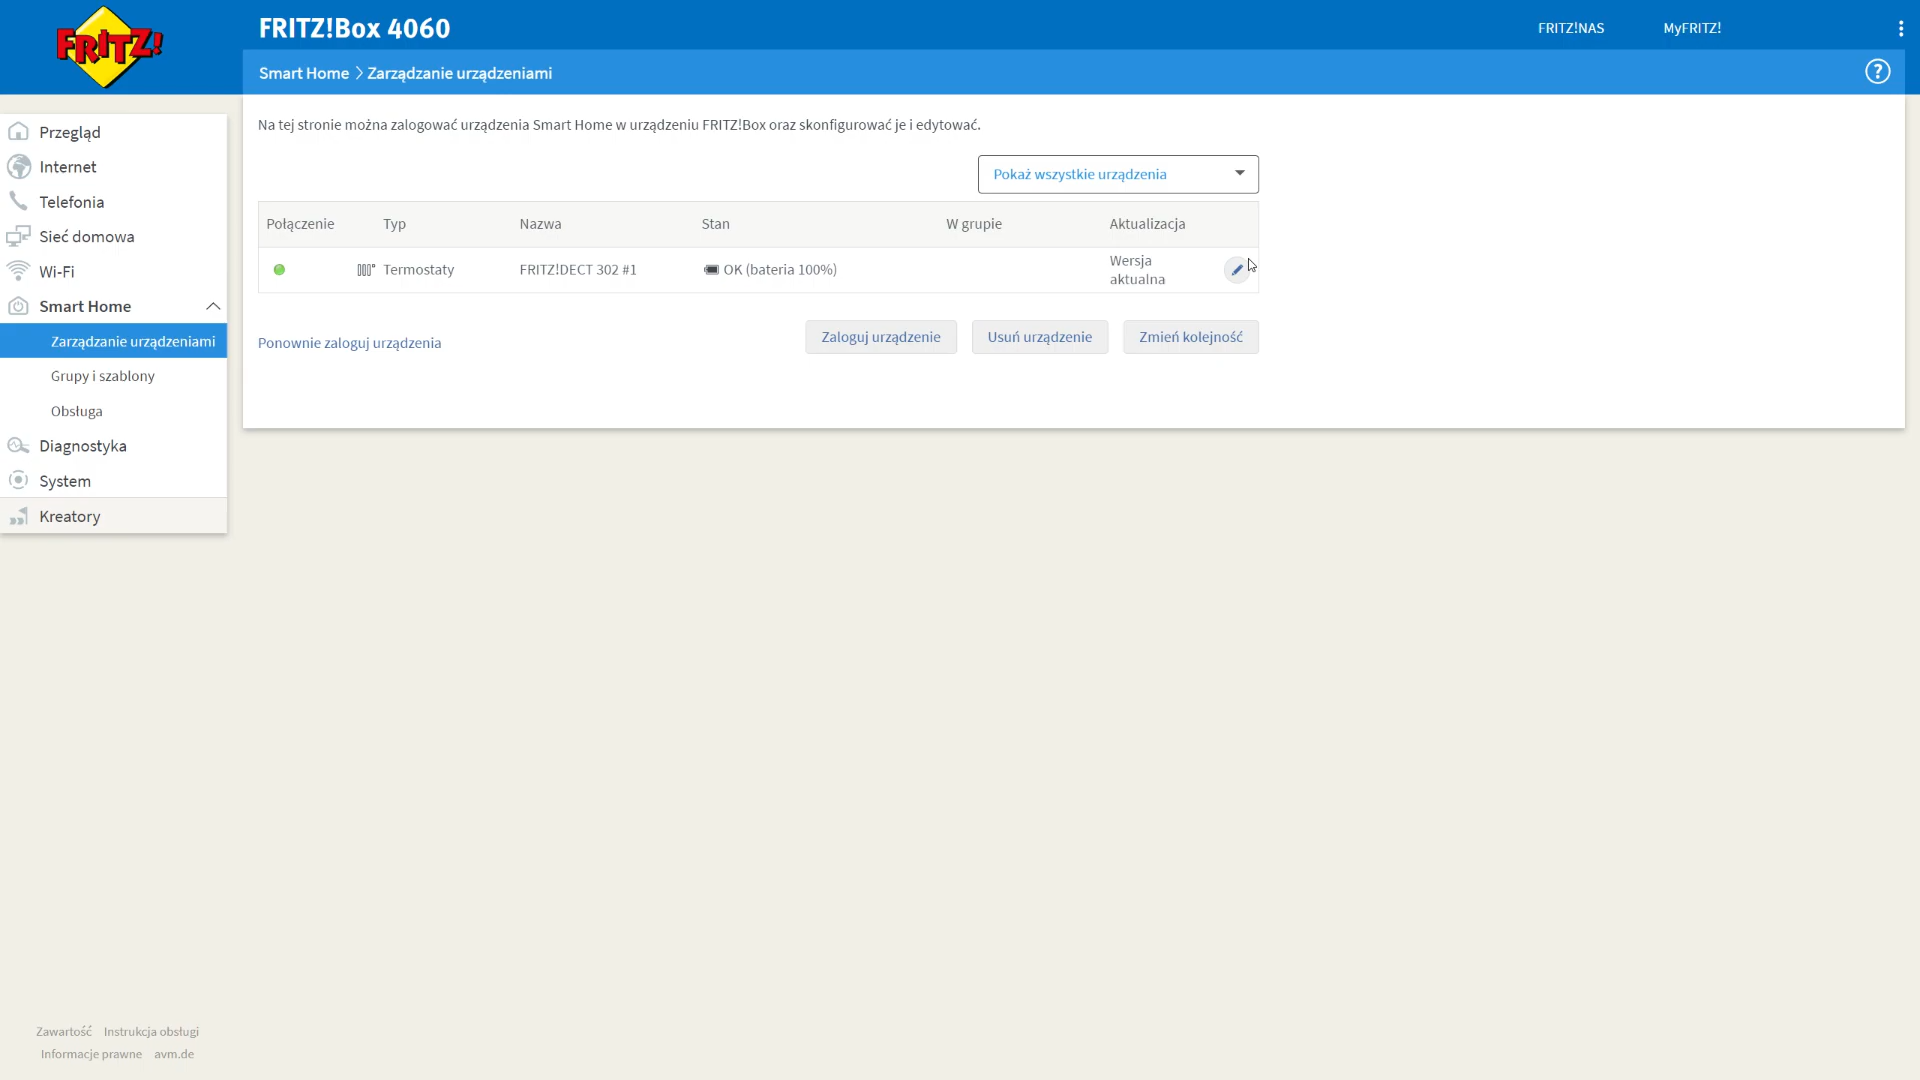 FRITZ!
FRITZ!Box 4060
FRITZ!NAS
MyFRITZ!
Smart Home > Zarządzanie urządzeniami
?
Przegląd
Internet
Telefonia
Sieć domowa
Wi-Fi
Smart Home
Zarządzanie urządzeniami
Grupy i szablony
Obsługa
Diagnostyka
System
Kreatory
Na tej stronie można zalogować urządzenia Smart Home w urządzeniu FRITZ!Box oraz skonfigurować je i edytować.
Pokaż wszystkie urządzenia
Połączenie Typ Nazwa Stan W grupie Aktualizacja
Termostaty FRITZ!DECT 302 #1 OK (bateria 100%) Wersja
aktualna
Ponownie zaloguj urządzenia
Zaloguj urządzenie
Usuń urządzenie
Zmień kolejność
Zawartość Instrukcja obsługi
Informacje prawne avm.de